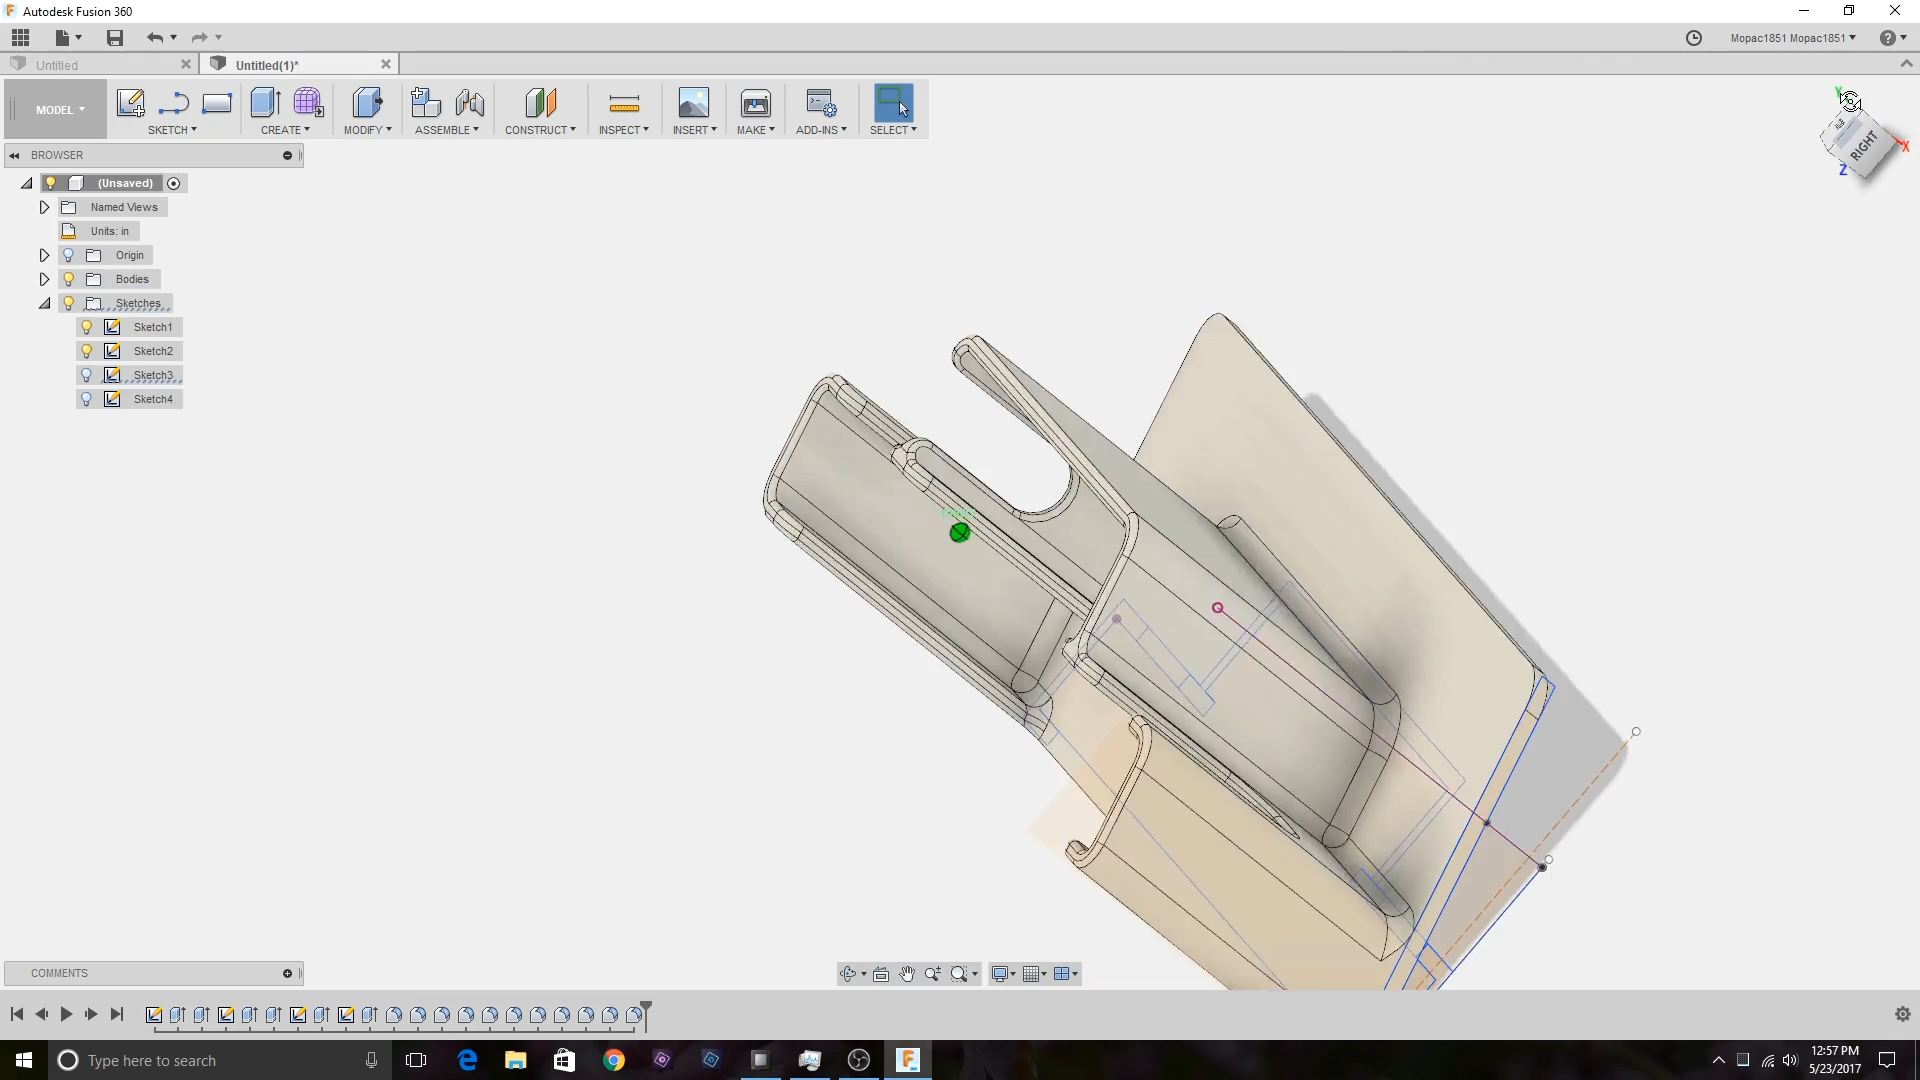 Autodesk Fusion 360
Mopac1851 Mopac1851
Untitled
Untitled(1)*
MODEL
SKETCH
CREATE
MODIFY
ASSEMBLE
CONSTRUCT
INSPECT
INSERT
MAKE
ADD-INS
SELECT
BROWSER
(Unsaved)
Named Views
Units: in
Origin
Bodies
Sketches
Sketch1
Sketch2
Sketch3
Sketch4
Y
RIGHT
X
Z
COMMENTS
Type here to search
12:57 PM
5/23/2017